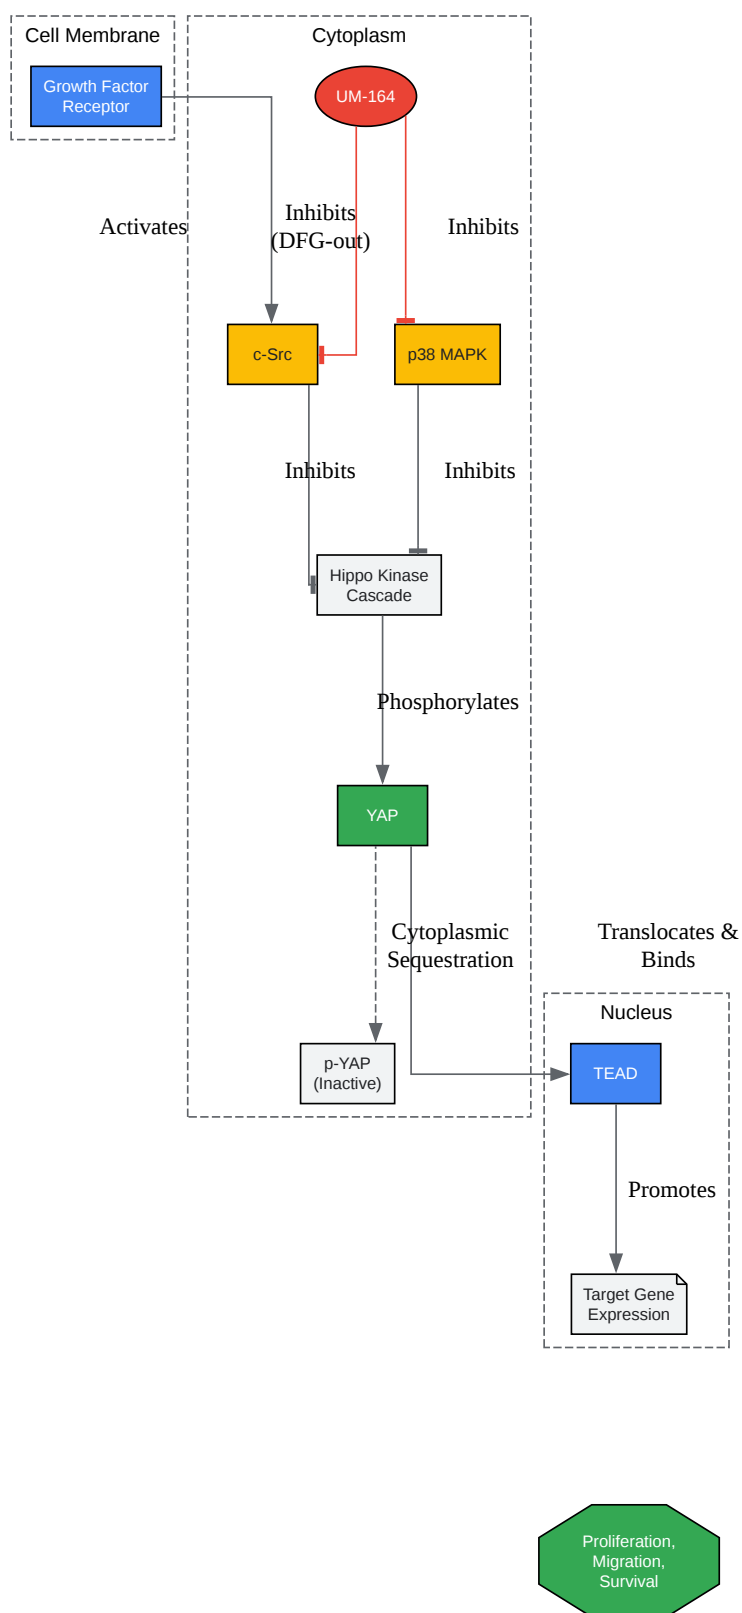 Cell Membrane
Cytoplasm
Growth Factor
Receptor
UM-164
Activates
Inhibits
(DFG-out)
Inhibits
c-Src
p38 MAPK
Inhibits
Inhibits
Hippo Kinase
Cascade
Phosphorylates
YAP
Cytoplasmic
Sequestration
Translocates &
Binds
Nucleus
p-YAP
(Inactive)
TEAD
Promotes
Target Gene
Expression
Proliferation,
Migration,
Survival